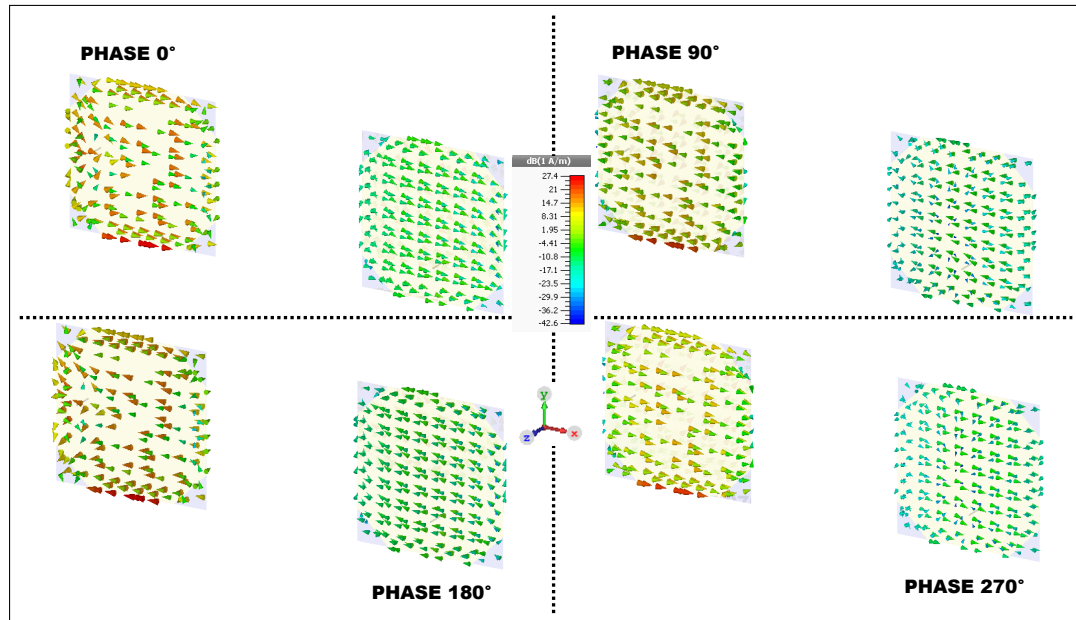 PHASE 0°
PHASE 90°
dB(1 A/m)
27.4
21
14.7
8.31
1.95
-4.41
-10.8
-17.1
-23.5
-29.9
-36.2
-42.6
y
z
x
PHASE 180°
PHASE 270°